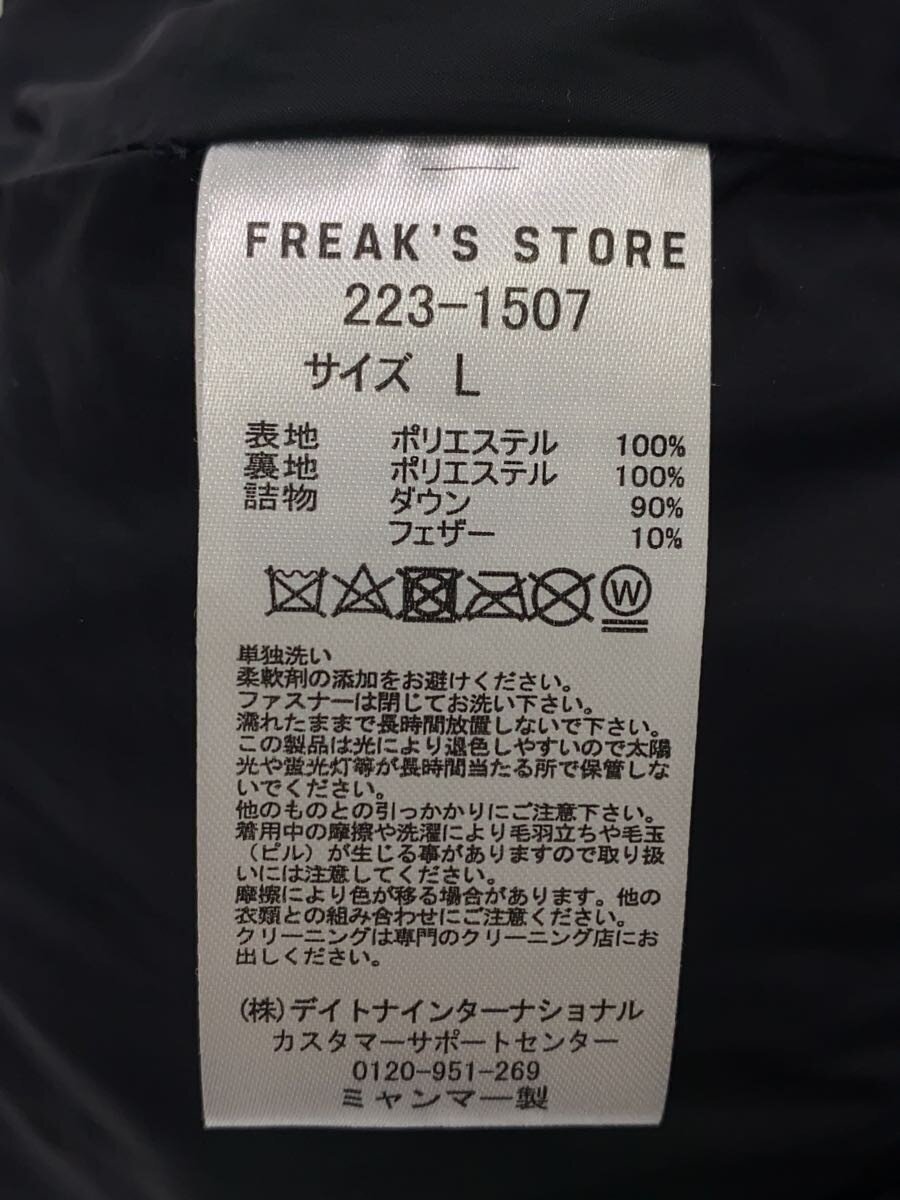 FREAK'S STORE
223-1507
サイズ L
表地 ポリエステル 100%
裏地 ポリエステル 100%
詰物 ダウン 90%
フェザー 10%
W
単独洗い
柔軟剤の添加をお避けください。
ファスナーは閉じてお洗い下さい。
濡れたままで長時間放置しないで下さい。
この製品は光により退色しやすいので太陽
光や蛍光灯等が長時間当たる所で保管しな
いでください。
他のものとの引っかかりにご注意下さい。
着用中の摩擦や洗濯により毛羽立ちや毛玉
（ピル）が生じる事がありますので取り扱
いには注意してください。
摩擦により色が移る場合があります。他の
衣類との組み合わせにご注意ください。
クリーニングは専門のクリーニング店にお
出しください。
(株)デイトナインターナショナル
カスタマーサポートセンター
0120-951-269
ミャンマー製